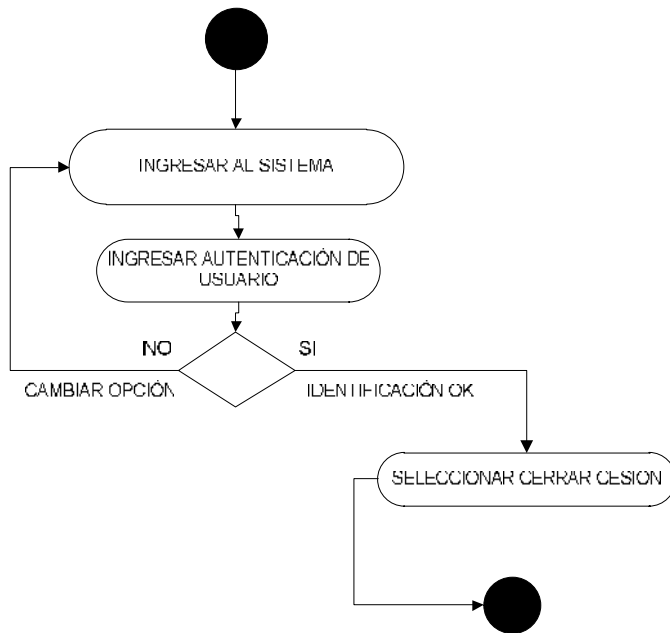 INGRESAR AL SISTEMA
INGRESAR AUTENTICACIÓN DE
USUARIO
NO
SI
CAMBIAR OPCIÓN
IDENTIFICACIÓN OK
SELECCIONAR CERRAR CESION